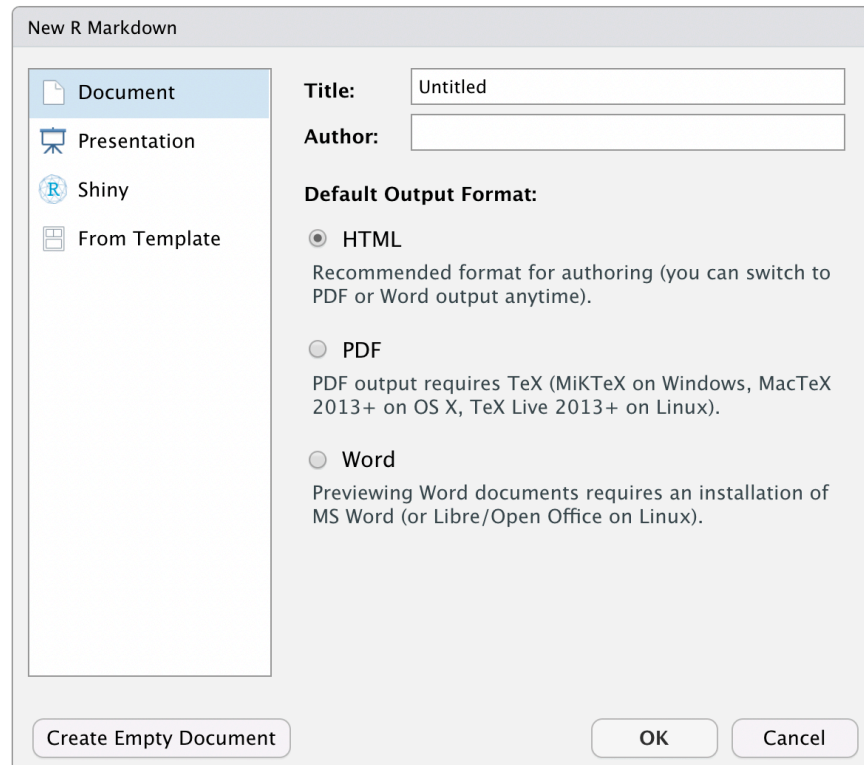 New R Markdown
Document
Presentation
R
Shiny
From Template
Title:
Untitled
Author:
Default Output Format:
HTML
Recommended format for authoring (you can switch to
PDF or Word output anytime).
PDF
PDF output requires TeX (MiKTeX on Windows, MacTeX
2013+ on OS X, TeX Live 2013+ on Linux).
Word
Previewing Word documents requires an installation of
MS Word (or Libre/Open Office on Linux).
Create Empty Document
OK
Cancel